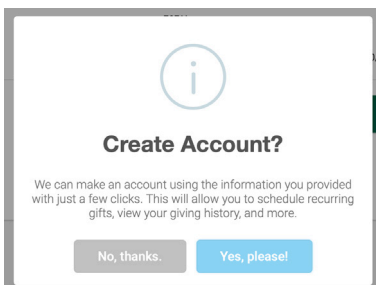 Create Account?
We can make an account using the information you provided
with just a few clicks. This will allow you to schedule recurring
gifts, view your giving history, and more.
No, thanks.
Yes, please!